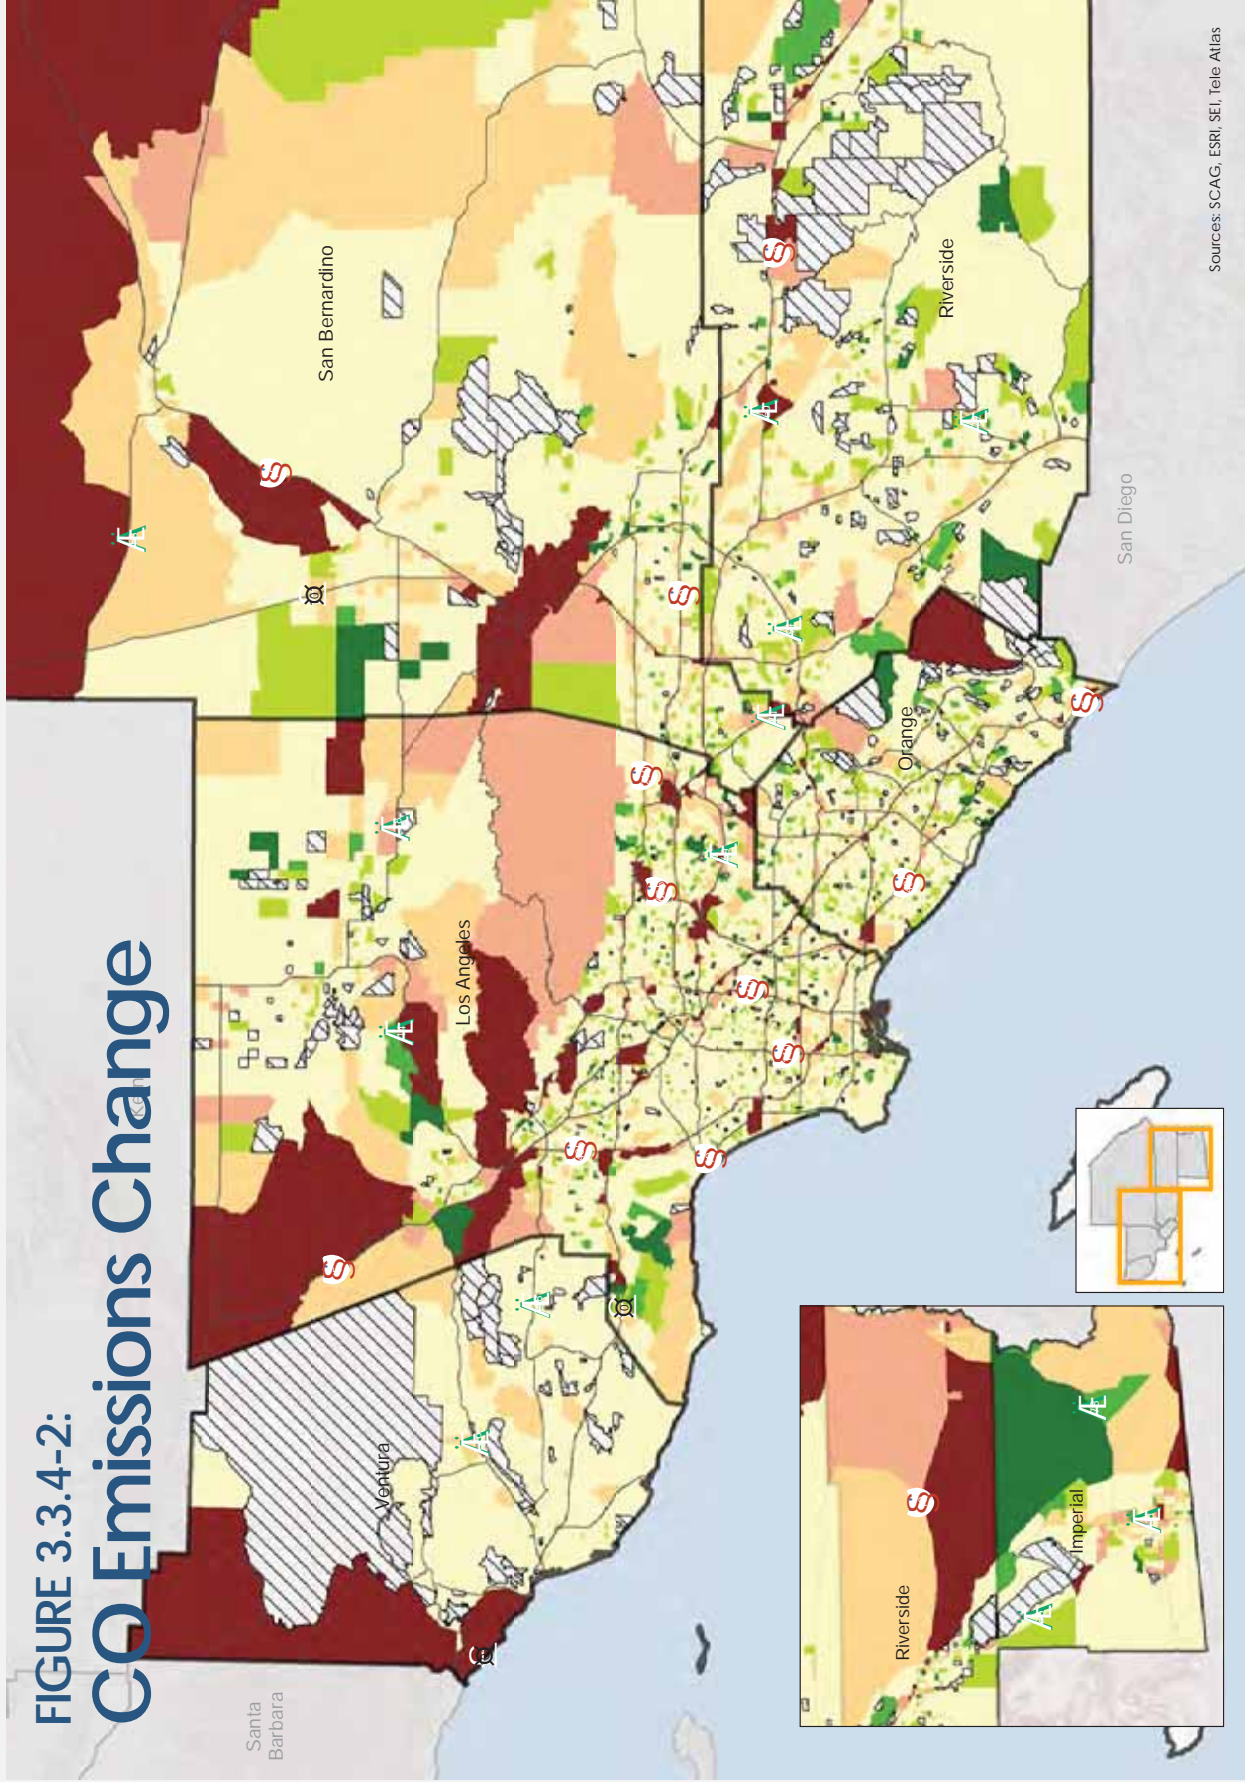 FIGURE 3.3.4-2:
CO Emissions Change
Kern
San Bernardino
Los Angeles
Ventura
Santa
Barbara
Orange
Riverside
San Diego
Riverside
Imperial
Sources: SCAG, ESRI, SEI, Tele Atlas